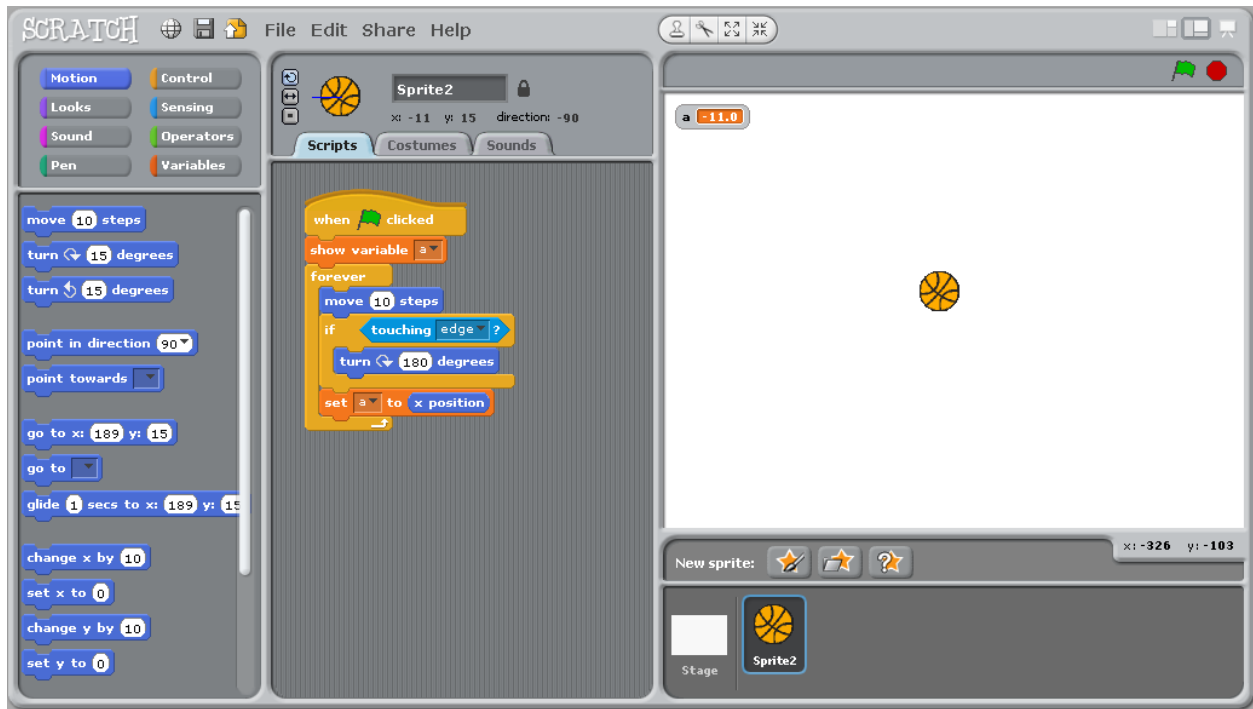 SCRATCH File Edit Share Help
Motion Control
Looks Sensing
Sound Operators
Pen Variables
move 10 steps
turn 15 degrees
turn 15 degrees
point in direction 90
point towards
go to x: 189 y: 15
go to
glide 1 secs to x: 189 y: 15
change x by 10
set x to 0
change y by 10
set y to 0
Sprite2
x: -11 y: 15 direction: -90
Scripts Costumes Sounds
when clicked
show variable a
forever
move 10 steps
if touching edge ?
turn 180 degrees
set a to x position
a -11.0
x: -326 y: -103
New sprite:
Stage
Sprite2